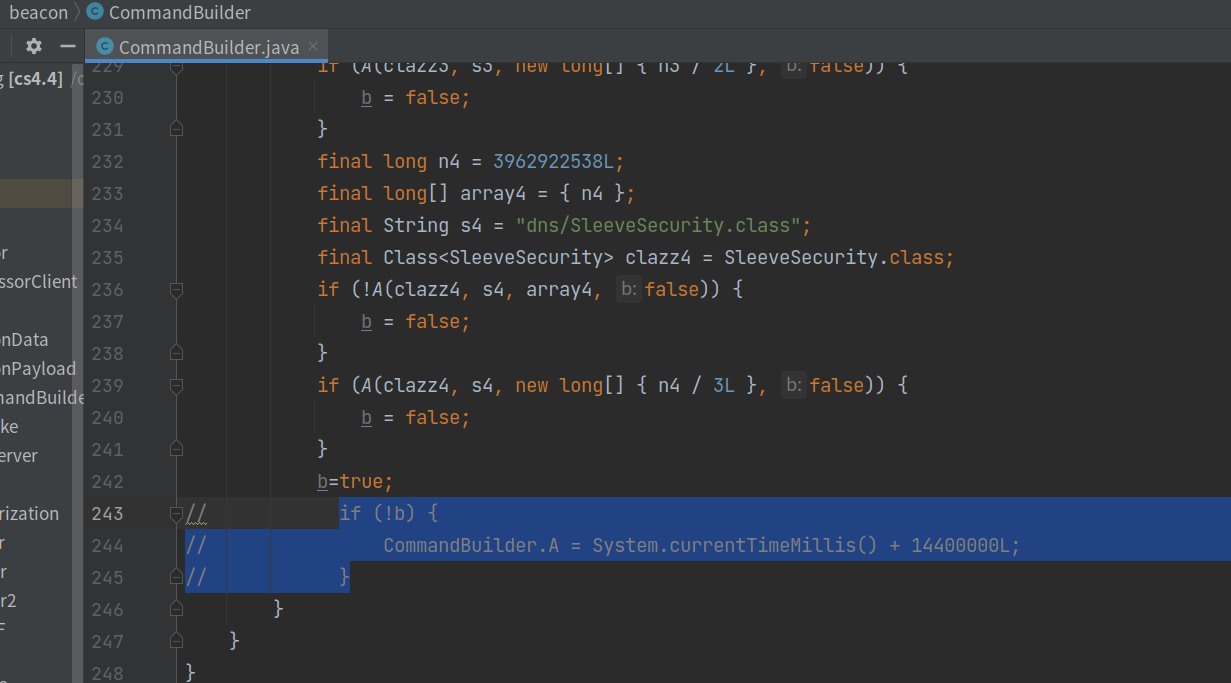 beacon 〉 CommandBuilder
CommandBuilder.java
[cs4.4]
ssorClient
onData
onPayload
mandBuilde
ke
erver
rization
r
r
r2
F
229 if (A(clazz3, s3, new long[] { n3 / 2L }, b: false)) {
230 b = false;
231 }
232 final long n4 = 3962922538L;
233 final long[] array4 = { n4 };
234 final String s4 = "dns/SleeveSecurity.class";
235 final Class<SleeveSecurity> clazz4 = SleeveSecurity.class;
236 if (!A(clazz4, s4, array4, b: false)) {
237 b = false;
238 }
239 if (A(clazz4, s4, new long[] { n4 / 3L }, b: false)) {
240 b = false;
241 }
242 b=true;
243 // if (!b) {
244 // CommandBuilder.A = System.currentTimeMillis() + 14400000L;
245 // }
246 }
247 }
248 }